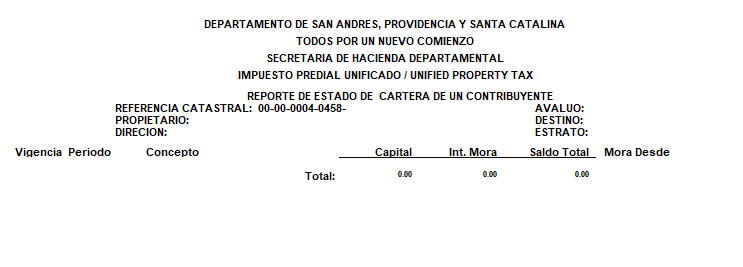 DEPARTAMENTO DE SAN ANDRES, PROVIDENCIA Y SANTA CATALINA
TODOS POR UN NUEVO COMIENZO
SECRETARIA DE HACIENDA DEPARTAMENTAL
IMPUESTO PREDIAL UNIFICADO / UNIFIED PROPERTY TAX
REPORTE DE ESTADO DE CARTERA DE UN CONTRIBUYENTE
REFERENCIA CATASTRAL: 00-00-0004-0458- AVALUO:
PROPIETARIO: DESTINO:
DIRECION: ESTRATO:
Vigencia Periodo Concepto Capital Int. Mora Saldo Total Mora Desde
Total: 0.00 0.00 0.00